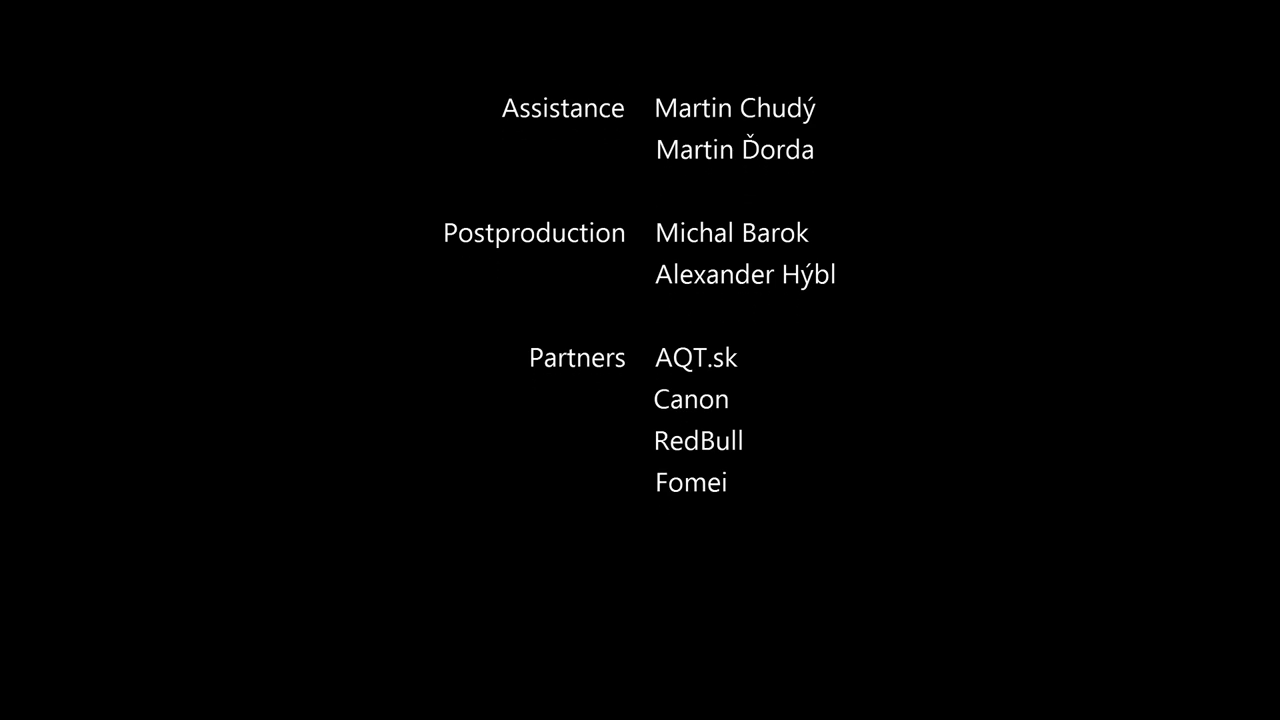 Assistance Martin Chudý
Martin Ďorda
Postproduction Michal Barok
Alexander Hýbl
Partners AQT.sk
Canon
RedBull
Fomei